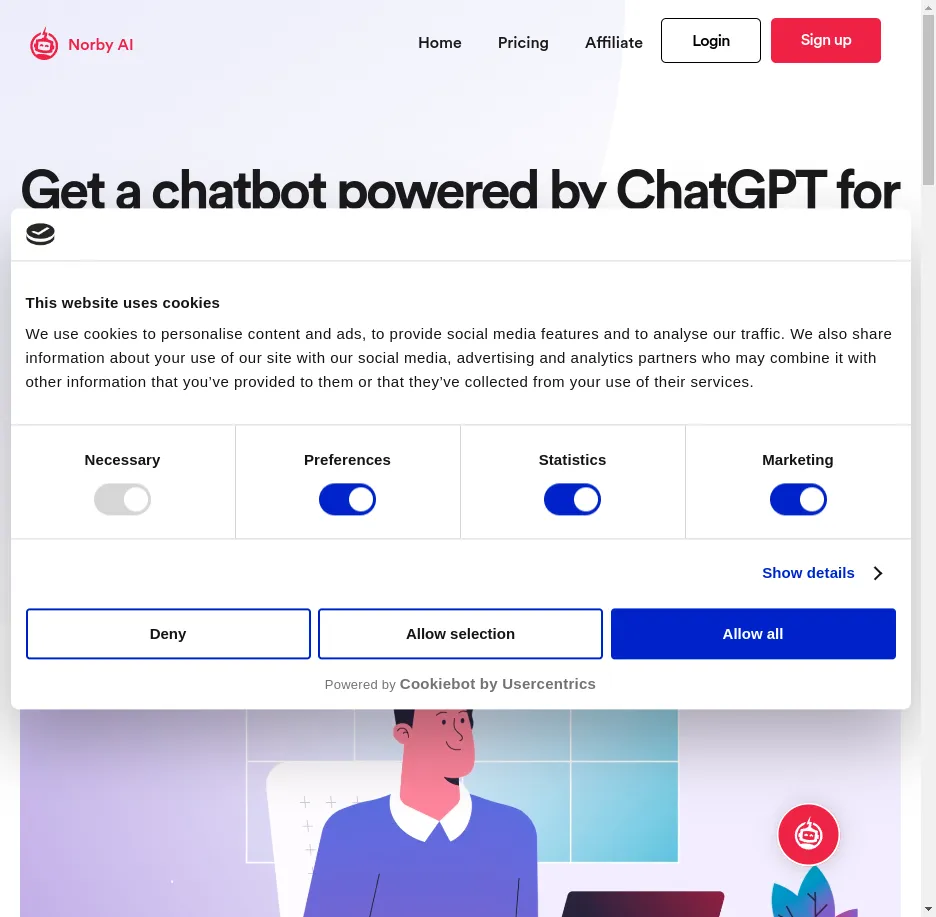 Norby AI
Home
Pricing
Affiliate
Login
Sign up
Get a chatbot powered by ChatGPT for
This website uses cookies
We use cookies to personalise content and ads, to provide social media features and to analyse our traffic. We also share
information about your use of our site with our social media, advertising and analytics partners who may combine it with
other information that you’ve provided to them or that they’ve collected from your use of their services.
Necessary
Preferences
Statistics
Marketing
Show details
Deny
Allow selection
Allow all
Powered by Cookiebot by Usercentrics